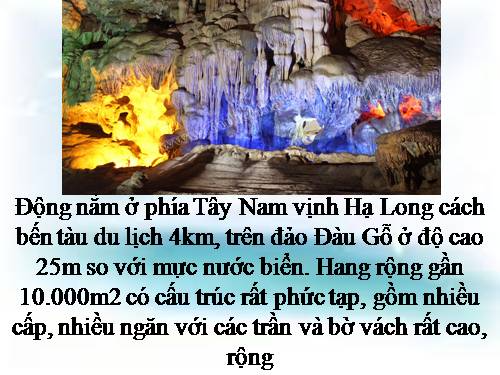 Động nằm ở phía Tây Nam vịnh Hạ Long cách
bến tàu du lịch 4km, trên đảo Đàu Gỗ ở độ cao
25m so với mực nước biển. Hang rộng gần
10.000m2 có cấu trúc rất phức tạp, gồm nhiều
cấp, nhiều ngăn với các trần và bờ vách rất cao,
rộng